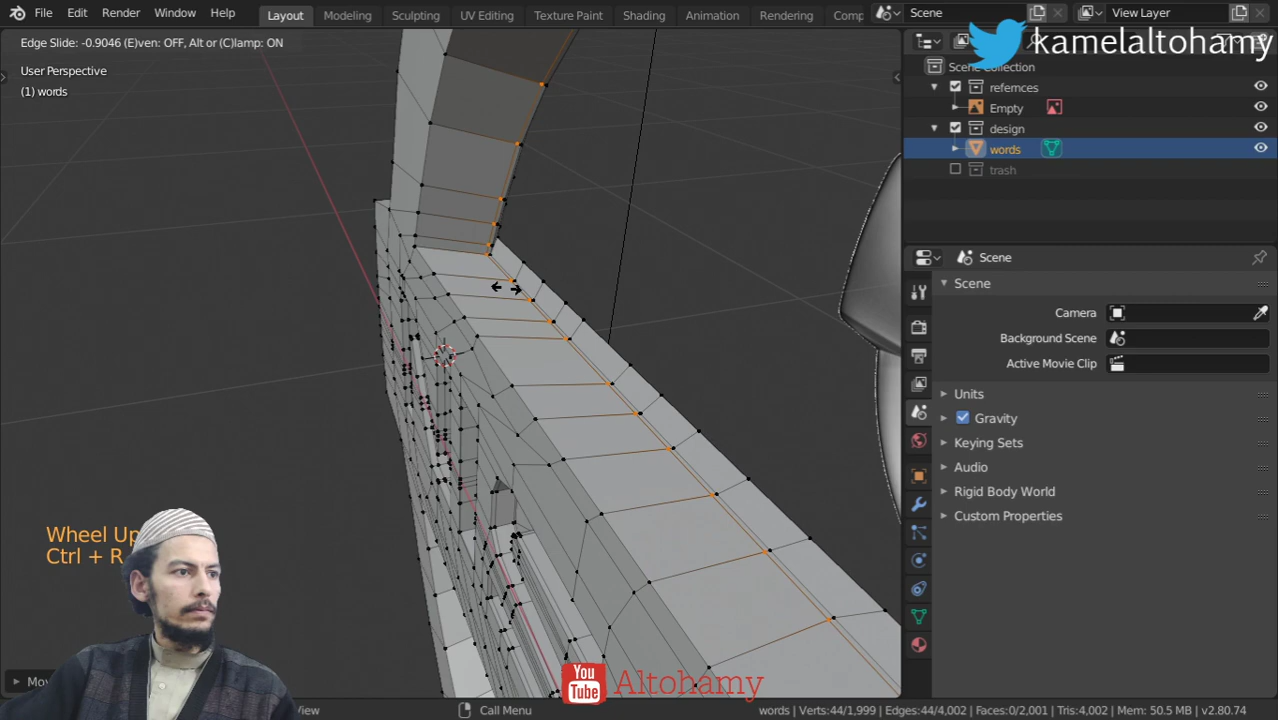 File Edit Render Window Help Layout Modeling Sculpting UV Editing Texture Paint Shading Animation Rendering Comp Scene View Layer
Edge Slide: -0.9046 (E)ven: OFF, Alt or (C)lamp: ON
kamelaltohamy
User Perspective
(1) words
Scene Collection
refernces
Empty
design
words
trash
Scene
Scene
Camera
Background Scene
Active Movie Clip
Units
Gravity
Keying Sets
Audio
Rigid Body World
Custom Properties
Wheel Up
Ctrl + R
Mov
YouTube Altohamy
View Call Menu words | Verts:44/1,999 | Edges:44/4,002 | Faces:0/2,001 | Tris:4,002 | Mem: 50.5 MB | v2.80.74